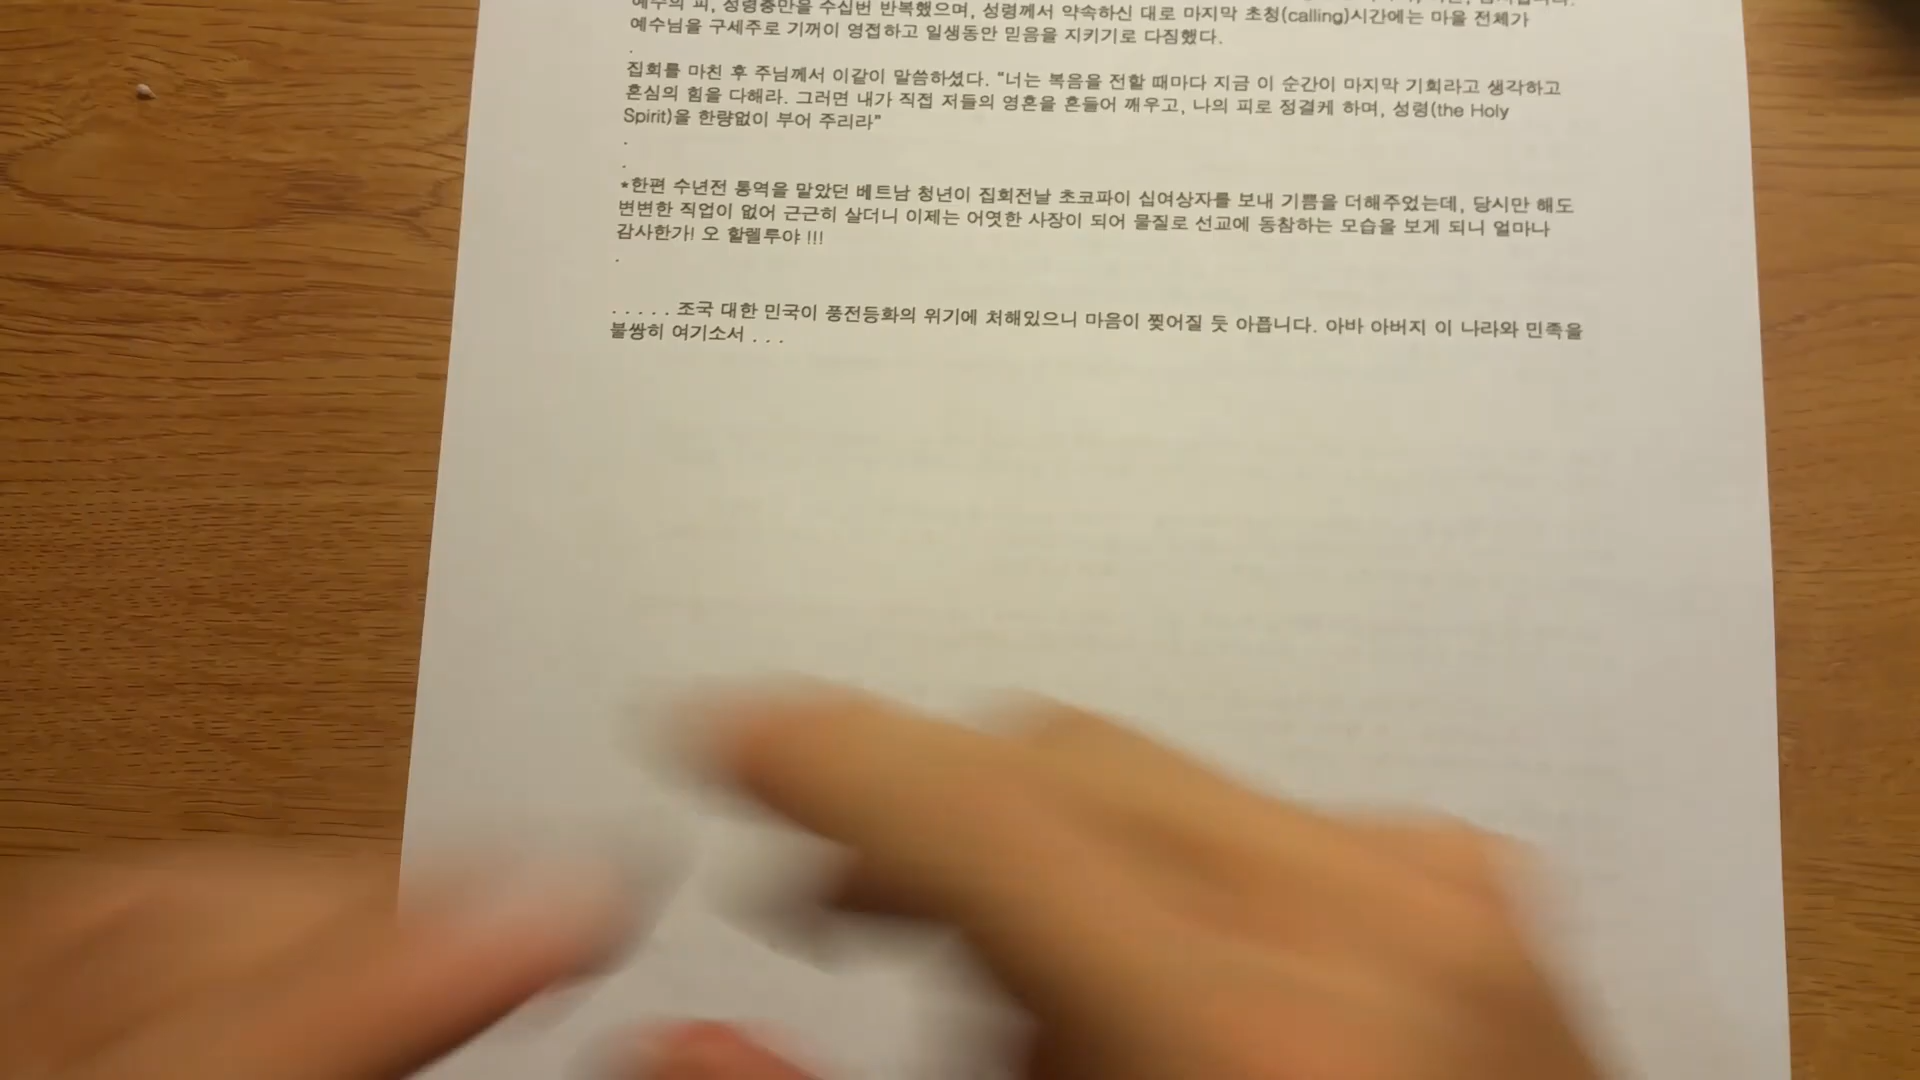 예수의 피, 성령충만을 수십번 반복했으며, 성령께서 약속하신 대로 마지막 초청(calling)시간에는 마을 전체가
예수님을 구세주로 기꺼이 영접하고 일생동안 믿음을 지키기로 다짐했다.
.
집회를 마친 후 주님께서 이같이 말씀하셨다. “너는 복음을 전할 때마다 지금 이 순간이 마지막 기회라고 생각하고
혼심의 힘을 다해라. 그러면 내가 직접 저들의 영혼을 흔들어 깨우고, 나의 피로 정결케 하며, 성령(the Holy
Spirit)을 한량없이 부어 주리라”
.
.
*한편 수년전 통역을 맡았던 베트남 청년이 집회전날 초코파이 십여상자를 보내 기쁨을 더해주었는데, 당시만 해도
변변한 직업이 없어 근근히 살더니 이제는 어엿한 사장이 되어 물질로 선교에 동참하는 모습을 보게 되니 얼마나
감사한가! 오 할렐루야 !!!
.
. . . . . 조국 대한 민국이 풍전등화의 위기에 처해있으니 마음이 찢어질 듯 아픕니다. 아바 아버지 이 나라와 민족을
불쌍히 여기소서 . . .